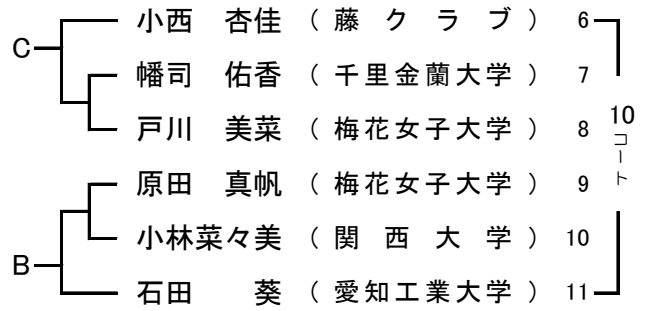 小西 杏佳 ( 藤クラブ ) 6
C
幡司 佑香 ( 千里金蘭大学 ) 7
戸川 美菜 ( 梅花女子大学 ) 8
10コート
原田 真帆 ( 梅花女子大学 ) 9
小林菜々美 ( 関西大学 ) 10
B
石田 葵 ( 愛知工業大学 ) 11